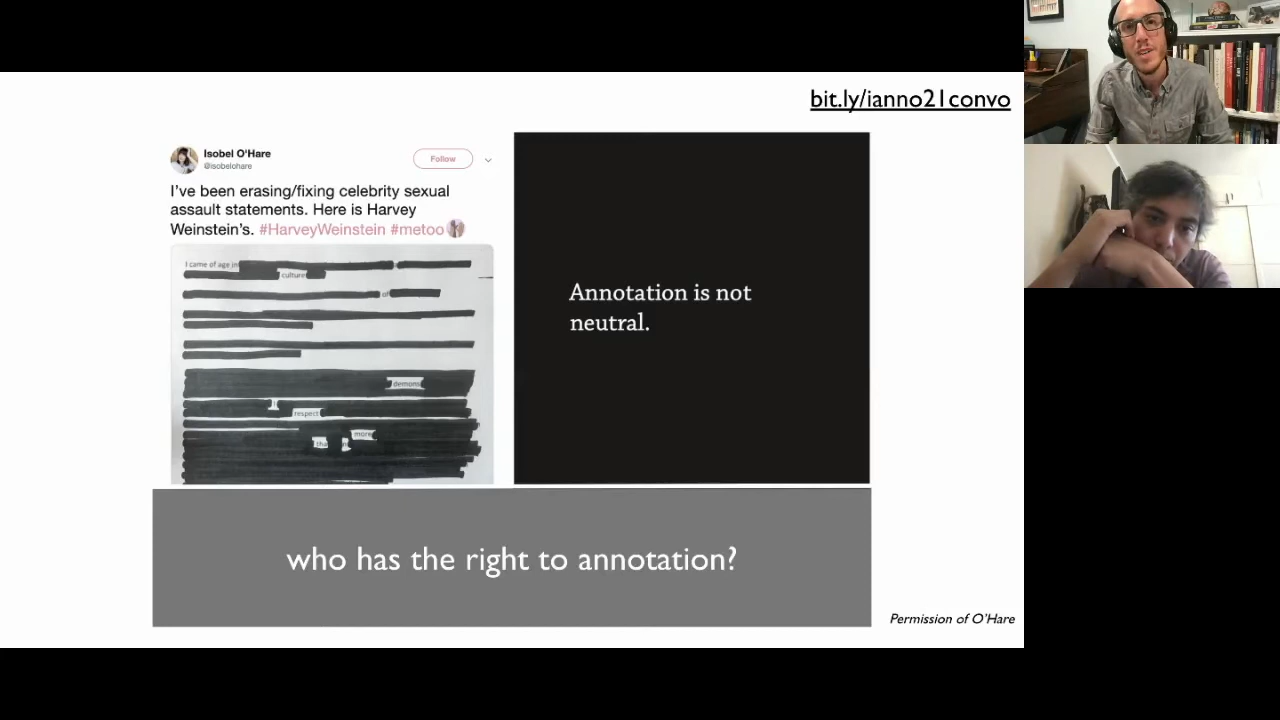 bit.ly/ianno21convo
Isobel O'Hare
@isobelohare
Follow
I've been erasing/fixing celebrity sexual
assault statements. Here is Harvey
Weinstein's. #HarveyWeinstein #metoo
I came of age in
culture
of
demons
I
respect
more
tha
Annotation is not
neutral.
who has the right to annotation?
Permission of O'Hare